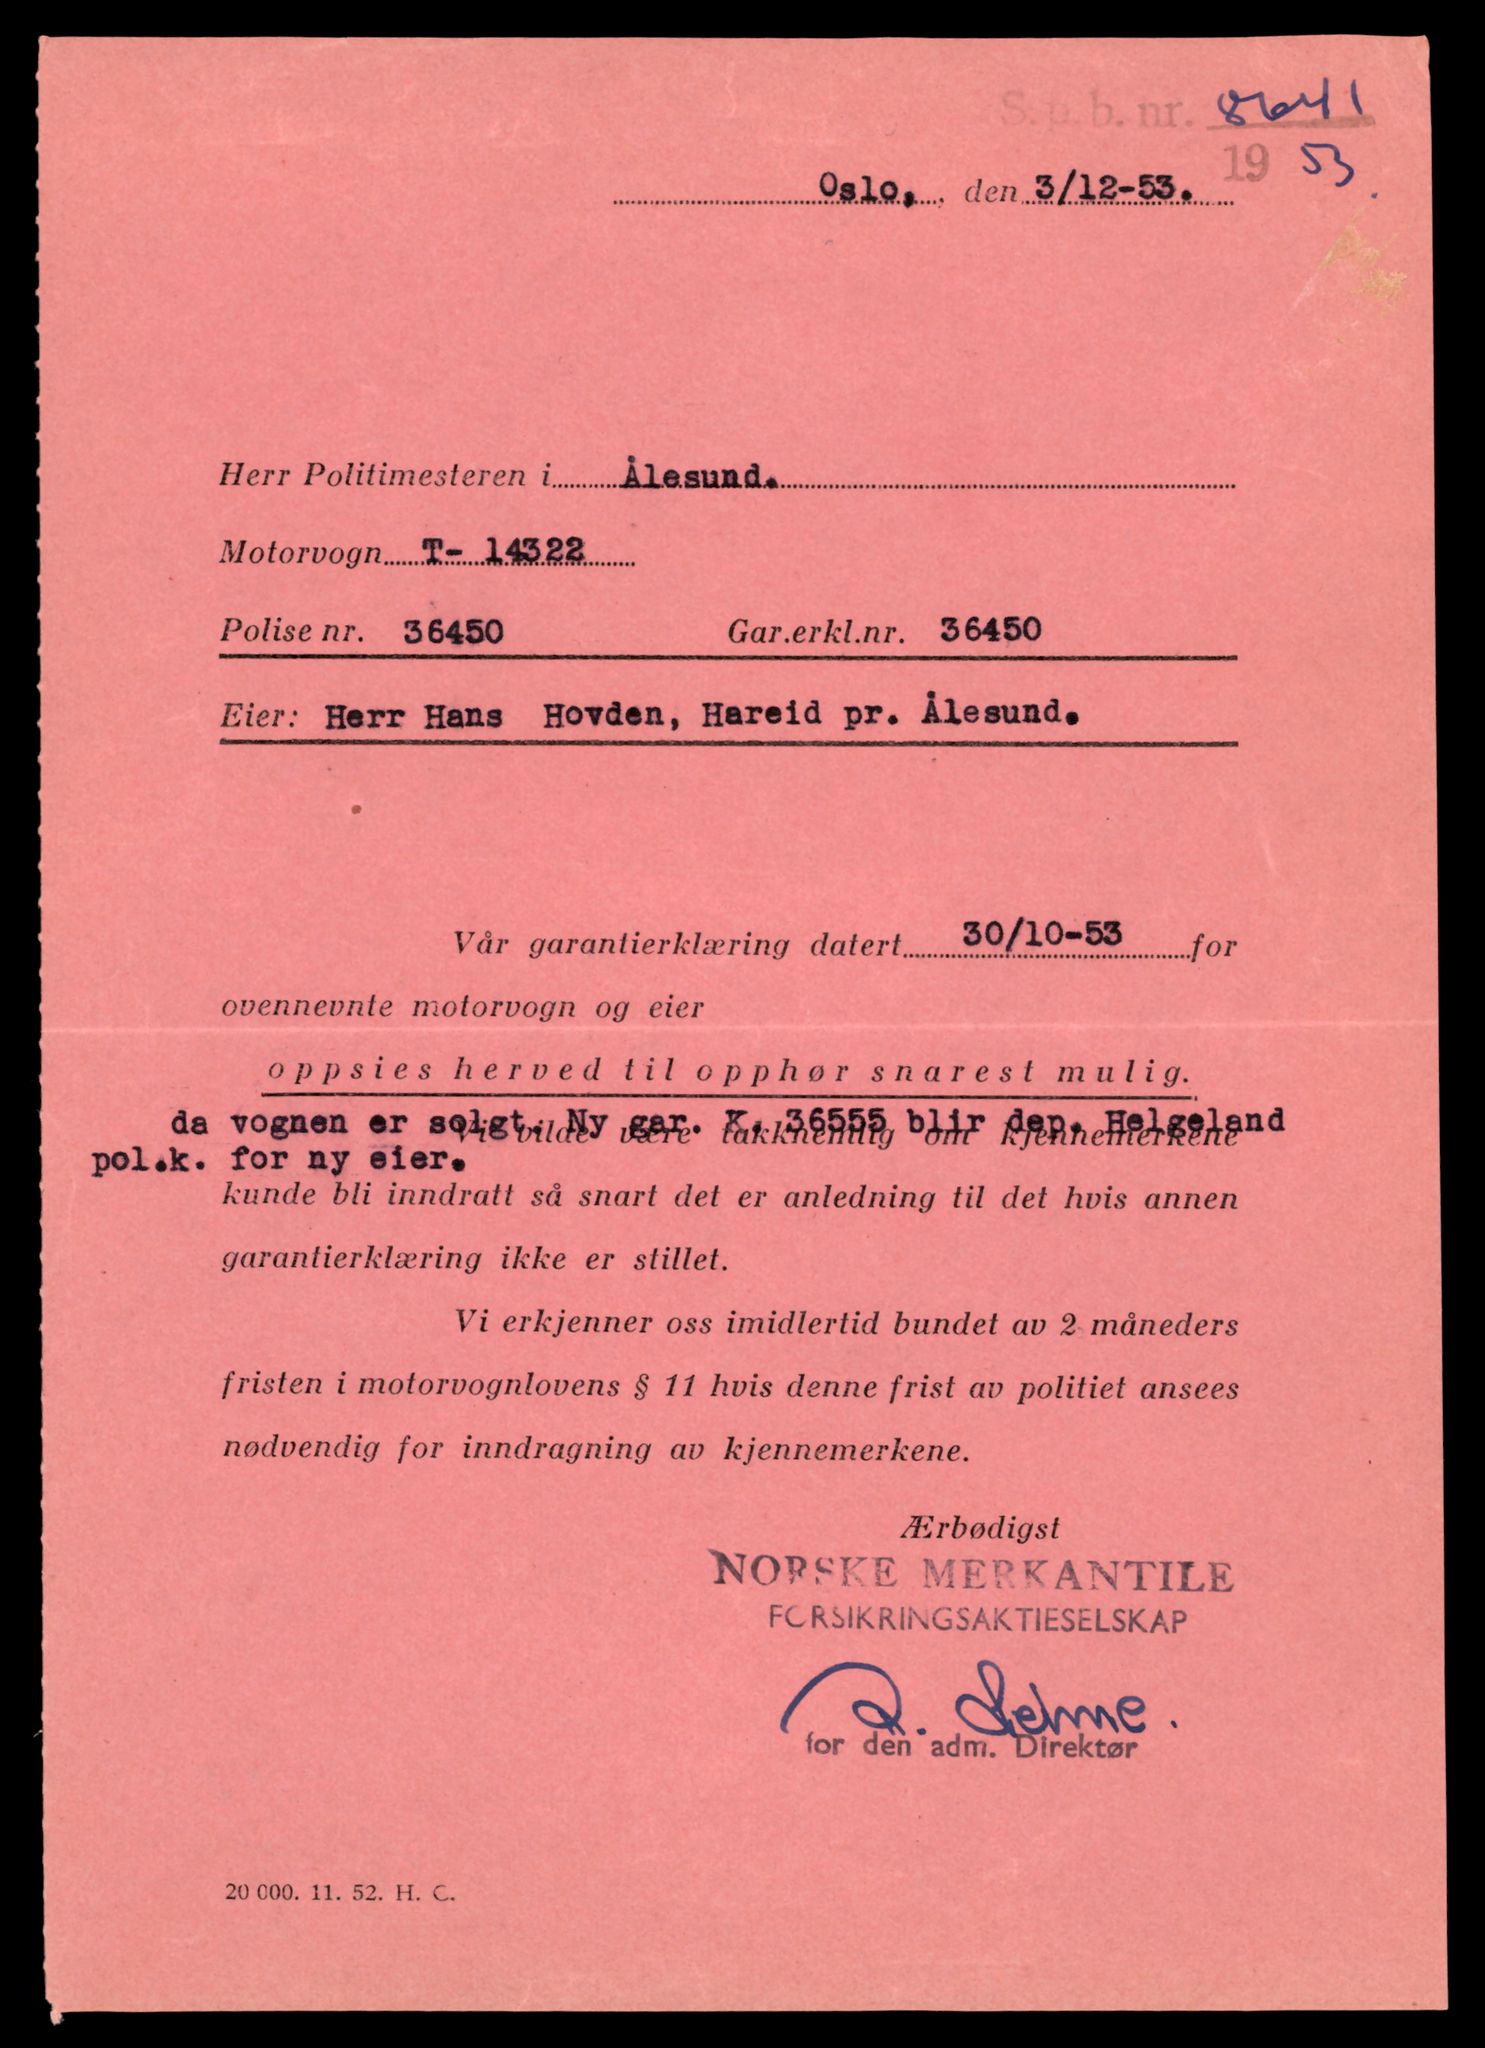 S.p.b. nr. 8641
19 53.
Oslo, , den 3/12-53.
Herr Politimesteren i Ålesund.
Motorvogn T- 14322
Polise nr. 36450 Gar.erkl.nr. 36450
Eier: Herr Hans Hovden, Hareid pr. Ålesund.
Vår garantierklæring datert 30/10-53 for
ovennevnte motorvogn og eier
oppsies herved til opphør snarest mulig.
da vognen er solgt. Ny gar. K. 36555 blir dep. Helgeland
Vi vilde være takknemlig om kjennemerkene
pol.k. for ny eier.
kunde bli inndratt så snart det er anledning til det hvis annen
garantierklæring ikke er stillet.
Vi erkjenner oss imidlertid bundet av 2 måneders
fristen i motorvognlovens § 11 hvis denne frist av politiet ansees
nødvendig for inndragning av kjennemerkene.
Ærbødigst
NORSKE MERKANTILE
FORSIKRINGSAKTIESELSKAP
for den adm. Direktør
20 000. 11. 52. H. C.